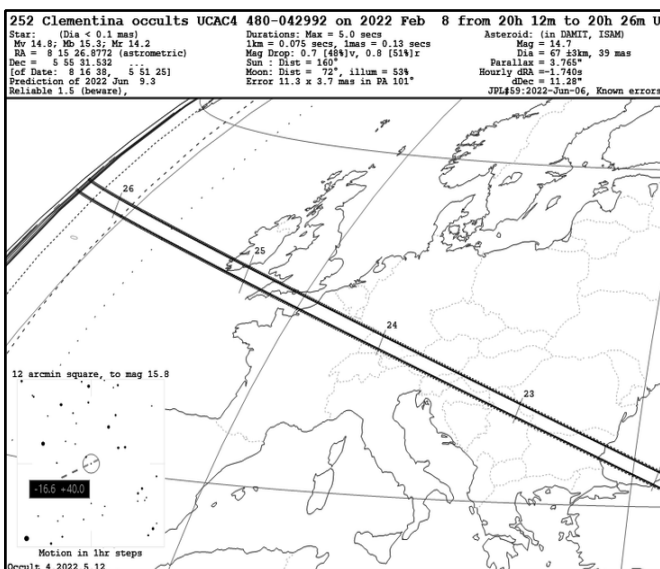 252 Clementina occults UCAC4 480-042992 on 2022 Feb  8 from 20h 12m to 20h 26m U
Star:    (Dia < 0.1 mas)
Mv 14.8; Mb 15.3; Mr 14.2
RA =  8 15 26.8772 (astrometric)
Dec =  5 55 31.532   ...
[of Date:  8 16 38,   5 51 25]
Prediction of 2022 Jun  9.3
Reliable 1.5 (beware),
Durations: Max = 5.0 secs
1km = 0.075 secs, 1mas = 0.13 secs
Mag Drop: 0.7 [48%]v, 0.8 [51%]r
Sun : Dist = 160°
Moon: Dist =  72°, illum = 53%
Error 11.3 x 3.7 mas in PA 101°
Asteroid: (in DAMIT, ISAM)
Mag = 14.7
Dia = 67 ±3km, 39 mas
Parallax = 3.765"
Hourly dRA =-1.740s
dDec = 11.28"
JPL#59:2022-Jun-06, Known errors
26
25
24
23
12 arcmin square, to mag 15.8
-16.6 +40.0
Motion in 1hr steps
Occult 4.2022.5.12